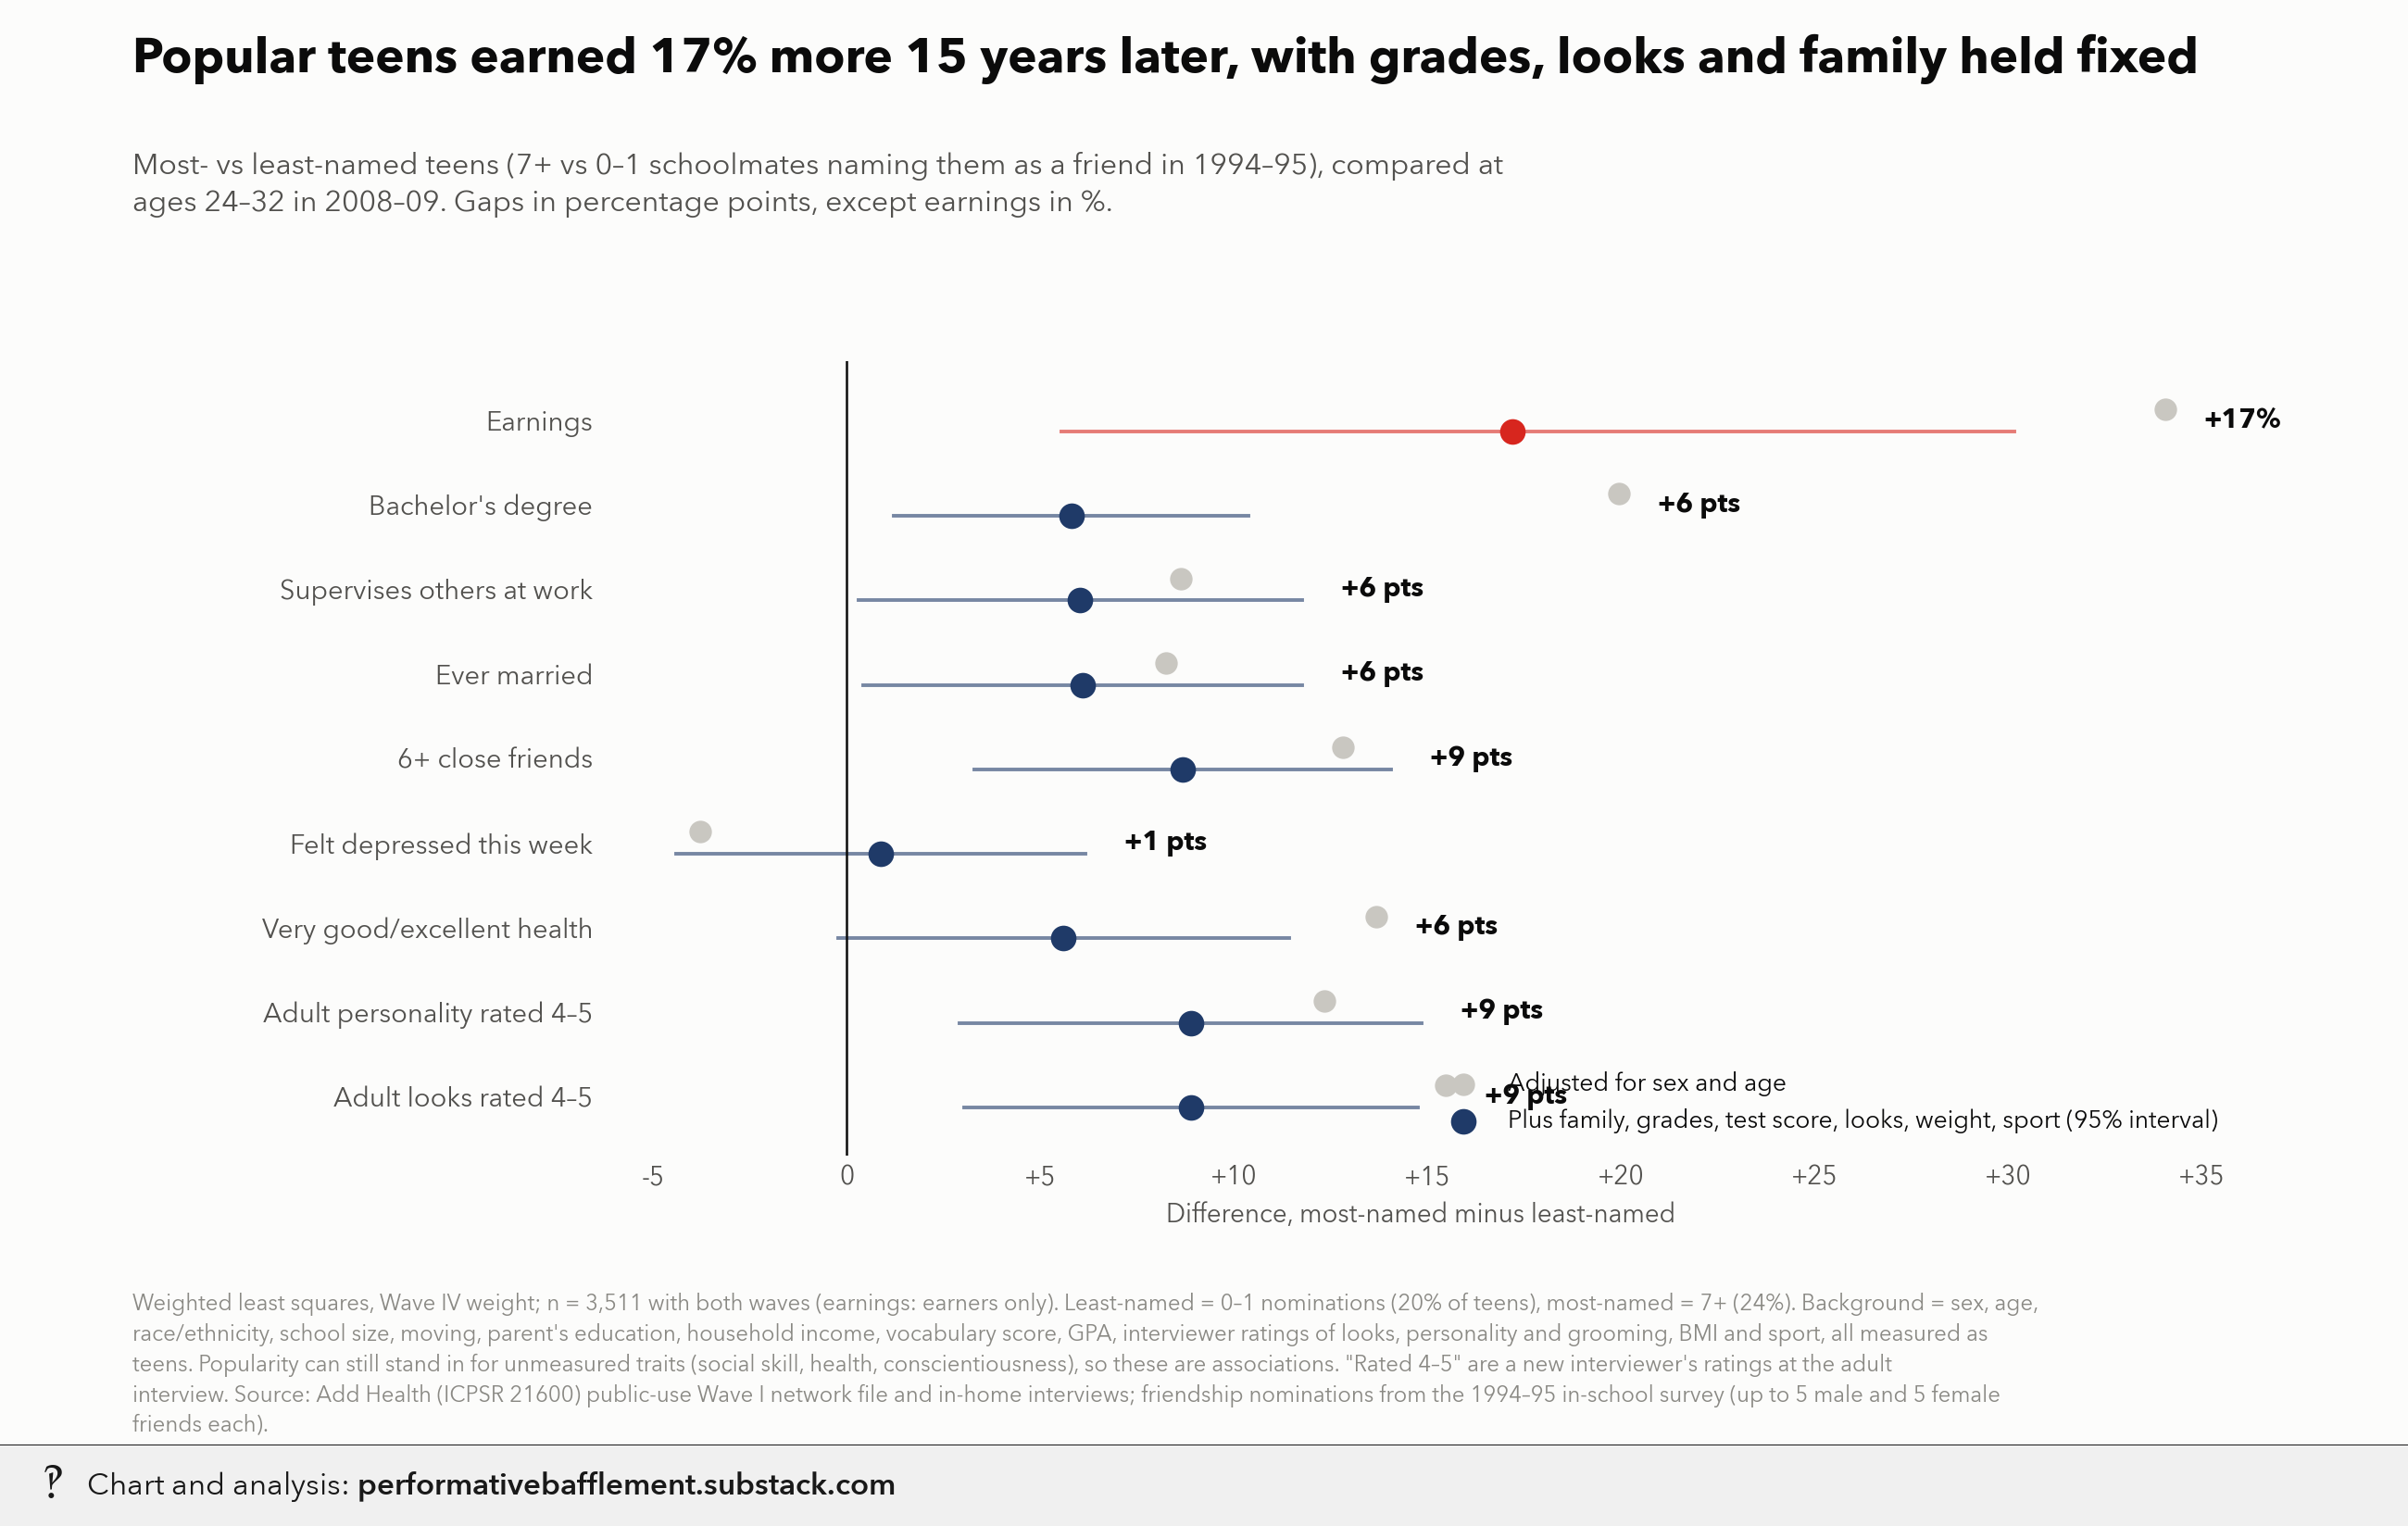 Popular teens earned 17% more 15 years later, with grades, looks and family held fixed
Most- vs least-named teens (7+ vs 0–1 schoolmates naming them as a friend in 1994–95), compared at
ages 24–32 in 2008–09. Gaps in percentage points, except earnings in %.
Earnings
+17%
Bachelor's degree
+6 pts
Supervises others at work
+6 pts
Ever married
+6 pts
6+ close friends
+9 pts
Felt depressed this week
+1 pts
Very good/excellent health
+6 pts
Adult personality rated 4–5
+9 pts
Adult looks rated 4–5
+9 pts
Adjusted for sex and age
Plus family, grades, test score, looks, weight, sport (95% interval)
-5 0 +5 +10 +15 +20 +25 +30 +35
Difference, most-named minus least-named
Weighted least squares, Wave IV weight; n = 3,511 with both waves (earnings: earners only). Least-named = 0–1 nominations (20% of teens), most-named = 7+ (24%). Background = sex, age,
race/ethnicity, school size, moving, parent's education, household income, vocabulary score, GPA, interviewer ratings of looks, personality and grooming, BMI and sport, all measured as
teens. Popularity can still stand in for unmeasured traits (social skill, health, conscientiousness), so these are associations. "Rated 4–5" are a new interviewer's ratings at the adult
interview. Source: Add Health (ICPSR 21600) public-use Wave I network file and in-home interviews; friendship nominations from the 1994–95 in-school survey (up to 5 male and 5 female
friends each).
‽ Chart and analysis: performativebafflement.substack.com